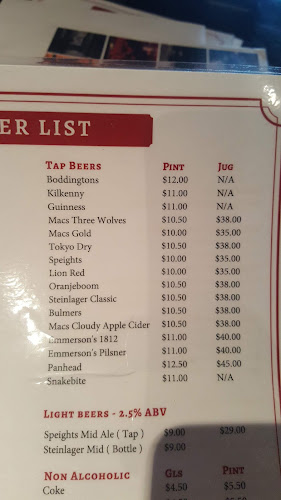 ER LIST
TAP BEERS PINT JUG
Boddingtons $12.00 N/A
Kilkenny $11.00 N/A
Guinness $11.00 N/A
Macs Three Wolves $10.50 $38.00
Macs Gold $10.00 $35.00
Tokyo Dry $10.50 $38.00
Speights $10.00 $35.00
Lion Red $10.00 $35.00
Oranjeboom $10.50 $38.00
Steinlager Classic $10.50 $38.00
Bulmers $10.50 $38.00
Macs Cloudy Apple Cider $10.50 $38.00
Emmerson's 1812 $11.00 $40.00
Emmerson's Pilsner $11.00 $40.00
Panhead $12.50 $45.00
Snakebite $11.00 N/A
LIGHT BEERS - 2.5% ABV
Speights Mid Ale ( Tap ) $9.00 $29.00
Steinlager Mid ( Bottle ) $9.00
NON ALCOHOLIC GLS PINT
Coke $4.50 $5.50